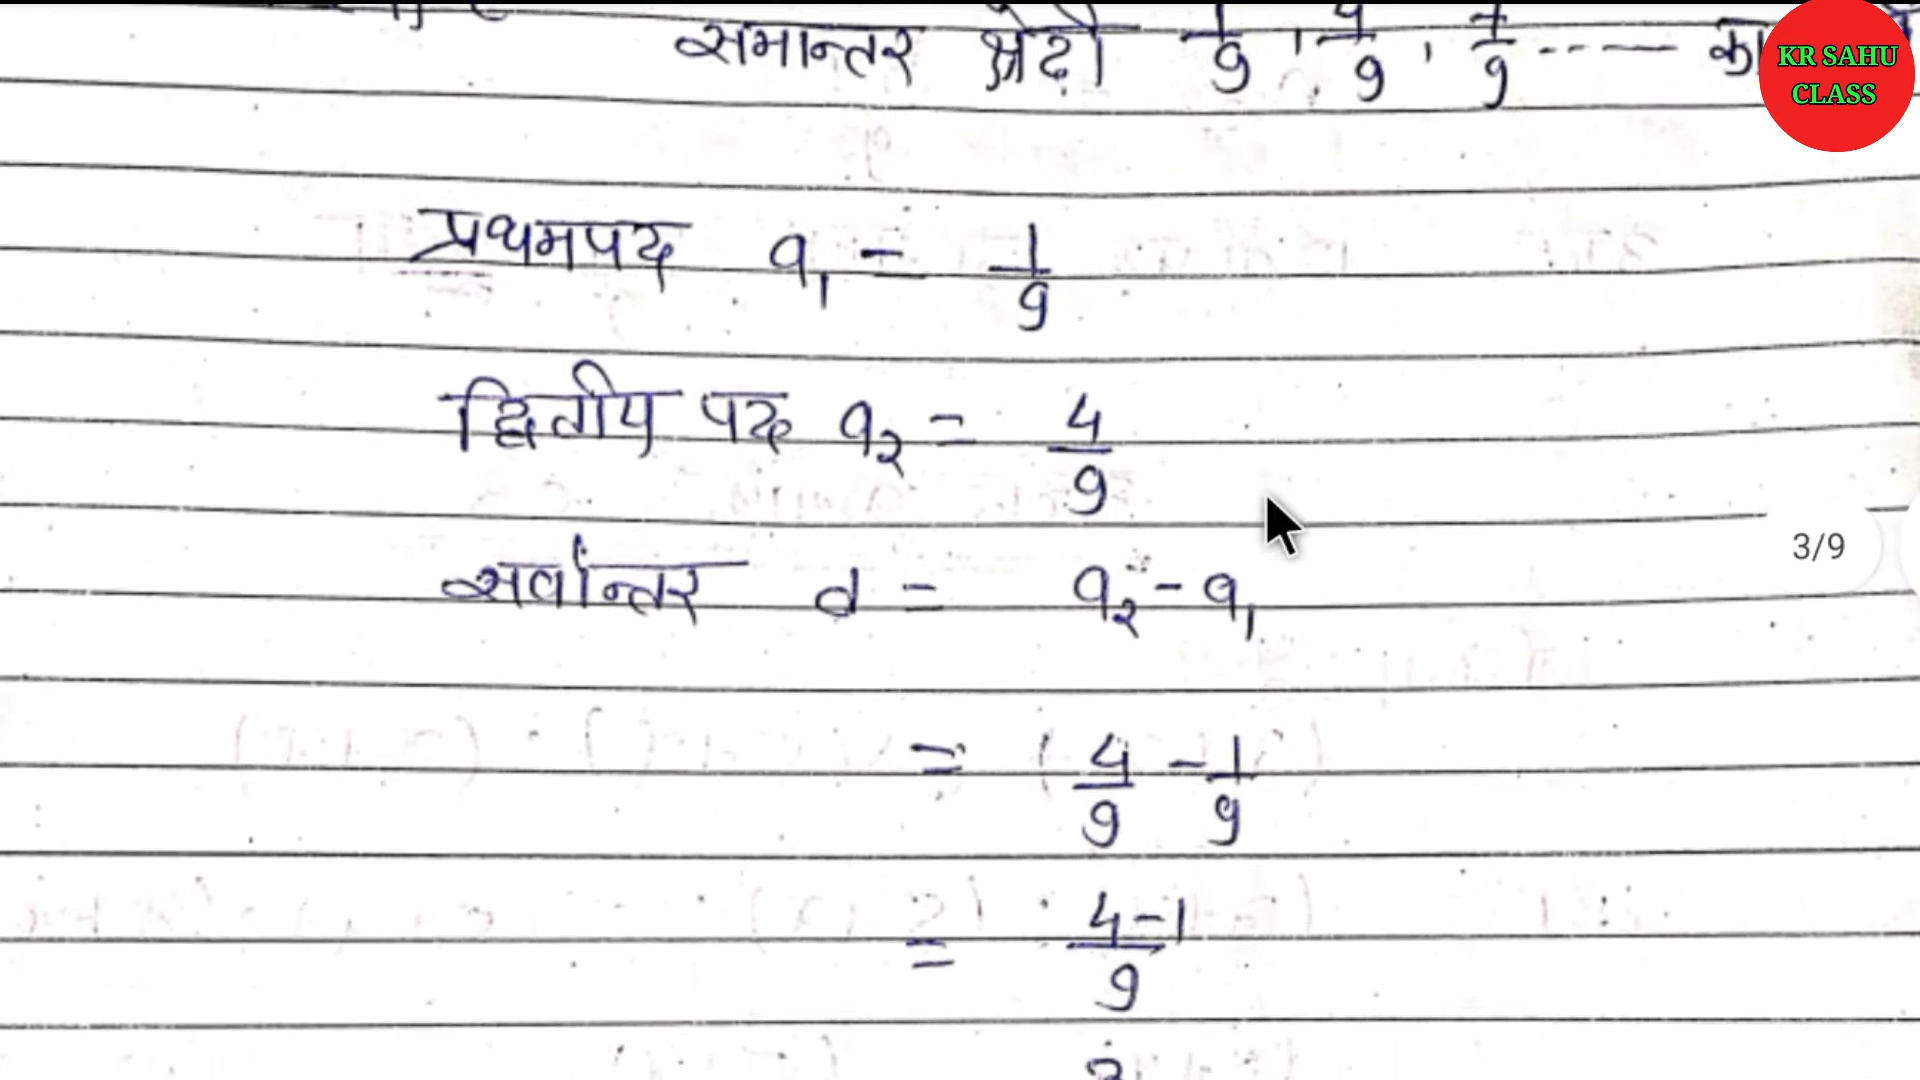 समान्तर श्रेढ़ी 1/9, 4/9, 7/9 ---- का
KR SAHU
CLASS
प्रथमपद a₁ = 1/9
द्वितीय पद a₂ = 4/9
सर्वान्तर d = a₂ - a₁
3/9
= 4/9 - 1/9
= 4-1/9